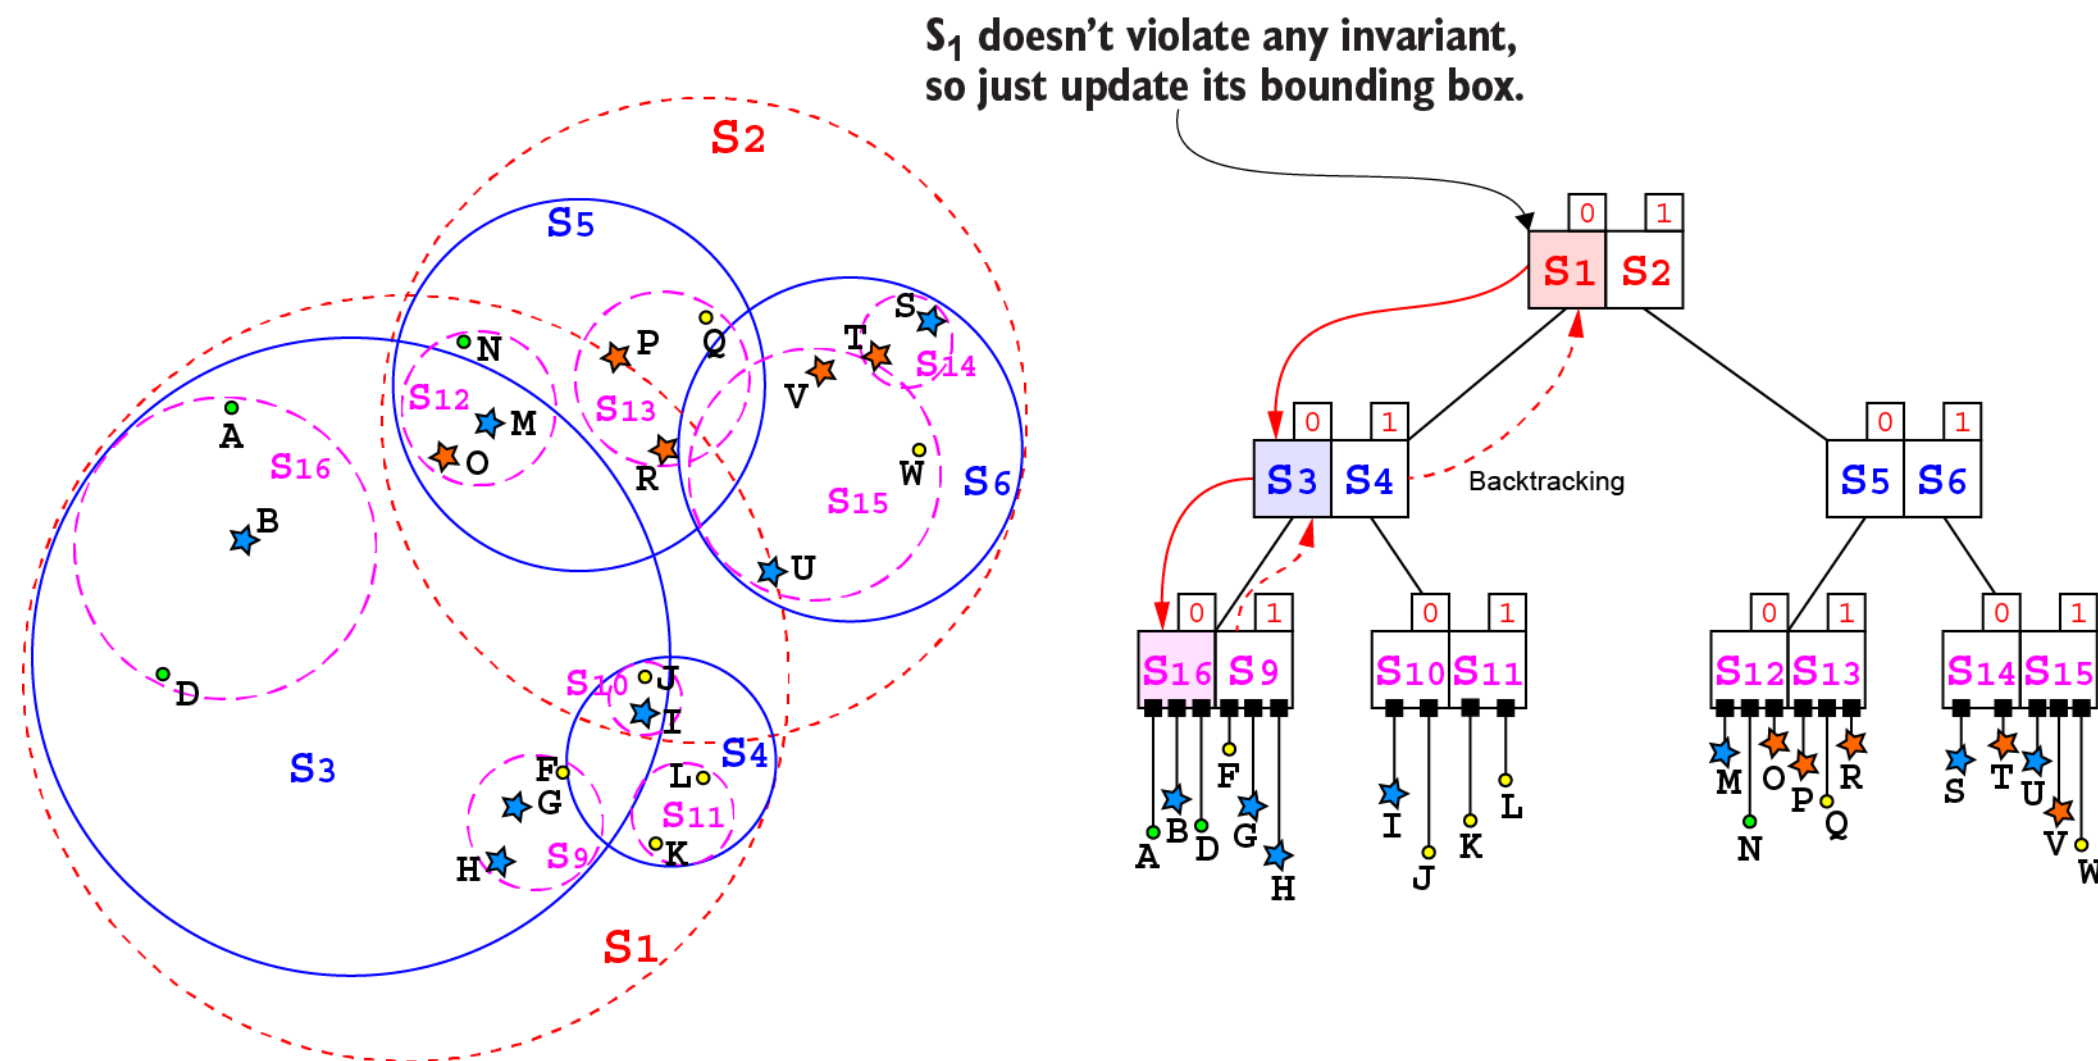 S1 doesn't violate any invariant,
so just update its bounding box.
S2
S5
S
N
P
Q
T
S14
S12
V
M
S13
A
O
S16
R
W
S6
S15
B
U
J
S10
D
I
S4
S3
F
L
G
S11
K
H
S9
S1
0 1
S1 S2
0 1
S3 S4
Backtracking
0 1
S5 S6
0 1
S16 S9
0 1
S10 S11
0 1
S12 S13
0 1
S14 S15
A B D F G H
I J K L
M N O P Q R
S T U V W